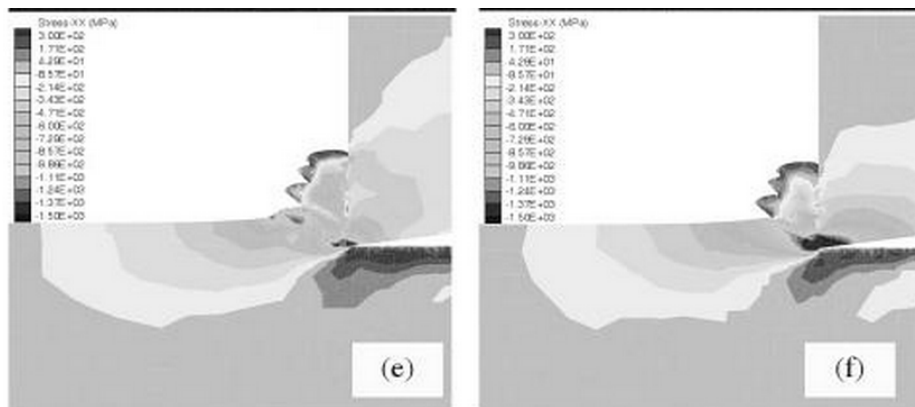 Stress-XX (MPa)
3.00E+02
1.71E+02
4.29E+01
-8.57E+01
-2.14E+02
-3.43E+02
-4.71E+02
-6.00E+02
-7.29E+02
-8.57E+02
-9.86E+02
-1.11E+03
-1.24E+03
-1.37E+03
-1.50E+03
(e)
Stress-XX (MPa)
3.00E+02
1.71E+02
4.29E+01
-8.57E+01
-2.14E+02
-3.43E+02
-4.71E+02
-6.00E+02
-7.29E+02
-8.57E+02
-9.86E+02
-1.11E+03
-1.24E+03
-1.37E+03
-1.50E+03
(f)